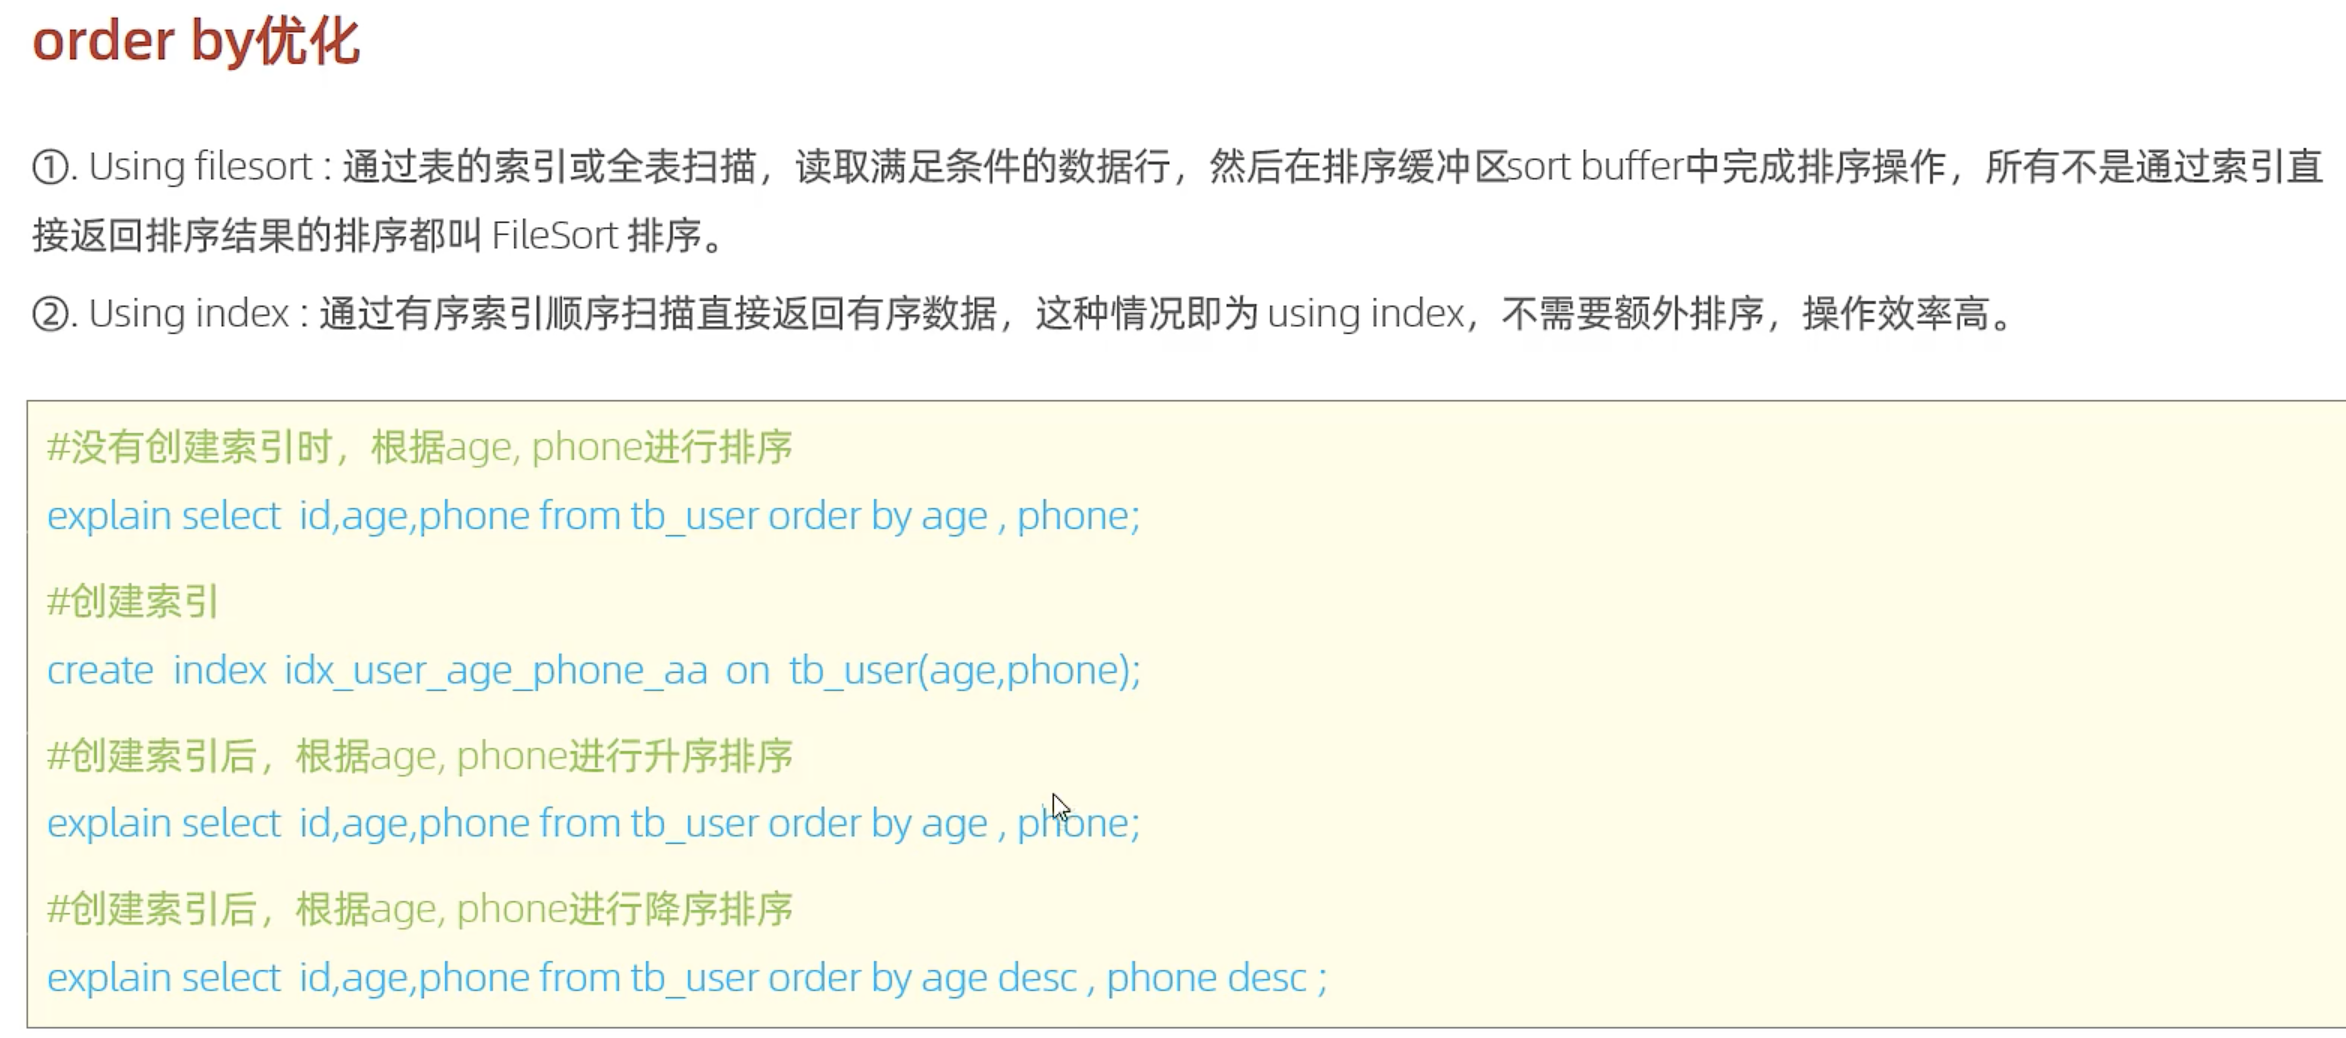 order by优化
①. Using filesort : 通过表的索引或全表扫描，读取满足条件的数据行，然后在排序缓冲区sort buffer中完成排序操作，所有不是通过索引直
接返回排序结果的排序都叫 FileSort 排序。
②. Using index : 通过有序索引顺序扫描直接返回有序数据，这种情况即为 using index，不需要额外排序，操作效率高。
#没有创建索引时，根据age, phone进行排序
explain select  id,age,phone from tb_user order by age , phone;
#创建索引
create  index  idx_user_age_phone_aa  on  tb_user(age,phone);
#创建索引后，根据age, phone进行升序排序
explain select  id,age,phone from tb_user order by age , phone;
#创建索引后，根据age, phone进行降序排序
explain select  id,age,phone from tb_user order by age desc , phone desc ;